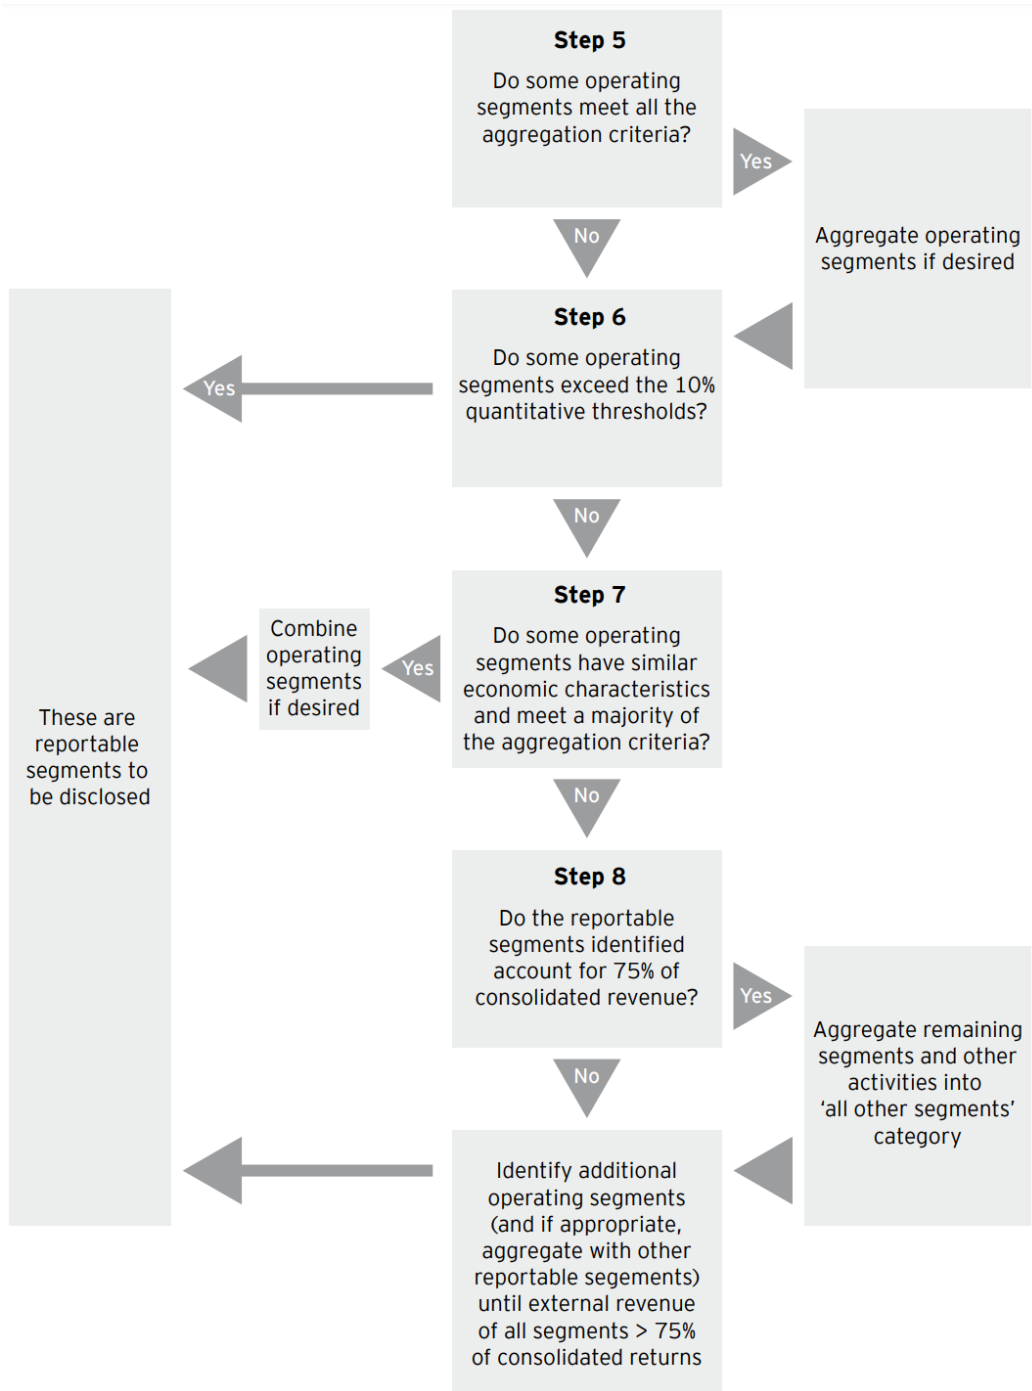 Step 5
Do some operating
segments meet all the
aggregation criteria?
Yes
Aggregate operating
segments if desired
No
Step 6
Do some operating
segments exceed the 10%
quantitative thresholds?
Yes
No
Step 7
Do some operating
segments have similar
economic characteristics
and meet a majority of
the aggregation criteria?
Yes
Combine
operating
segments
if desired
These are
reportable
segments to
be disclosed
No
Step 8
Do the reportable
segments identified
account for 75% of
consolidated revenue?
Yes
Aggregate remaining
segments and other
activities into
‘all other segments’
category
No
Identify additional
operating segments
(and if appropriate,
aggregate with other
reportable segements)
until external revenue
of all segments > 75%
of consolidated returns